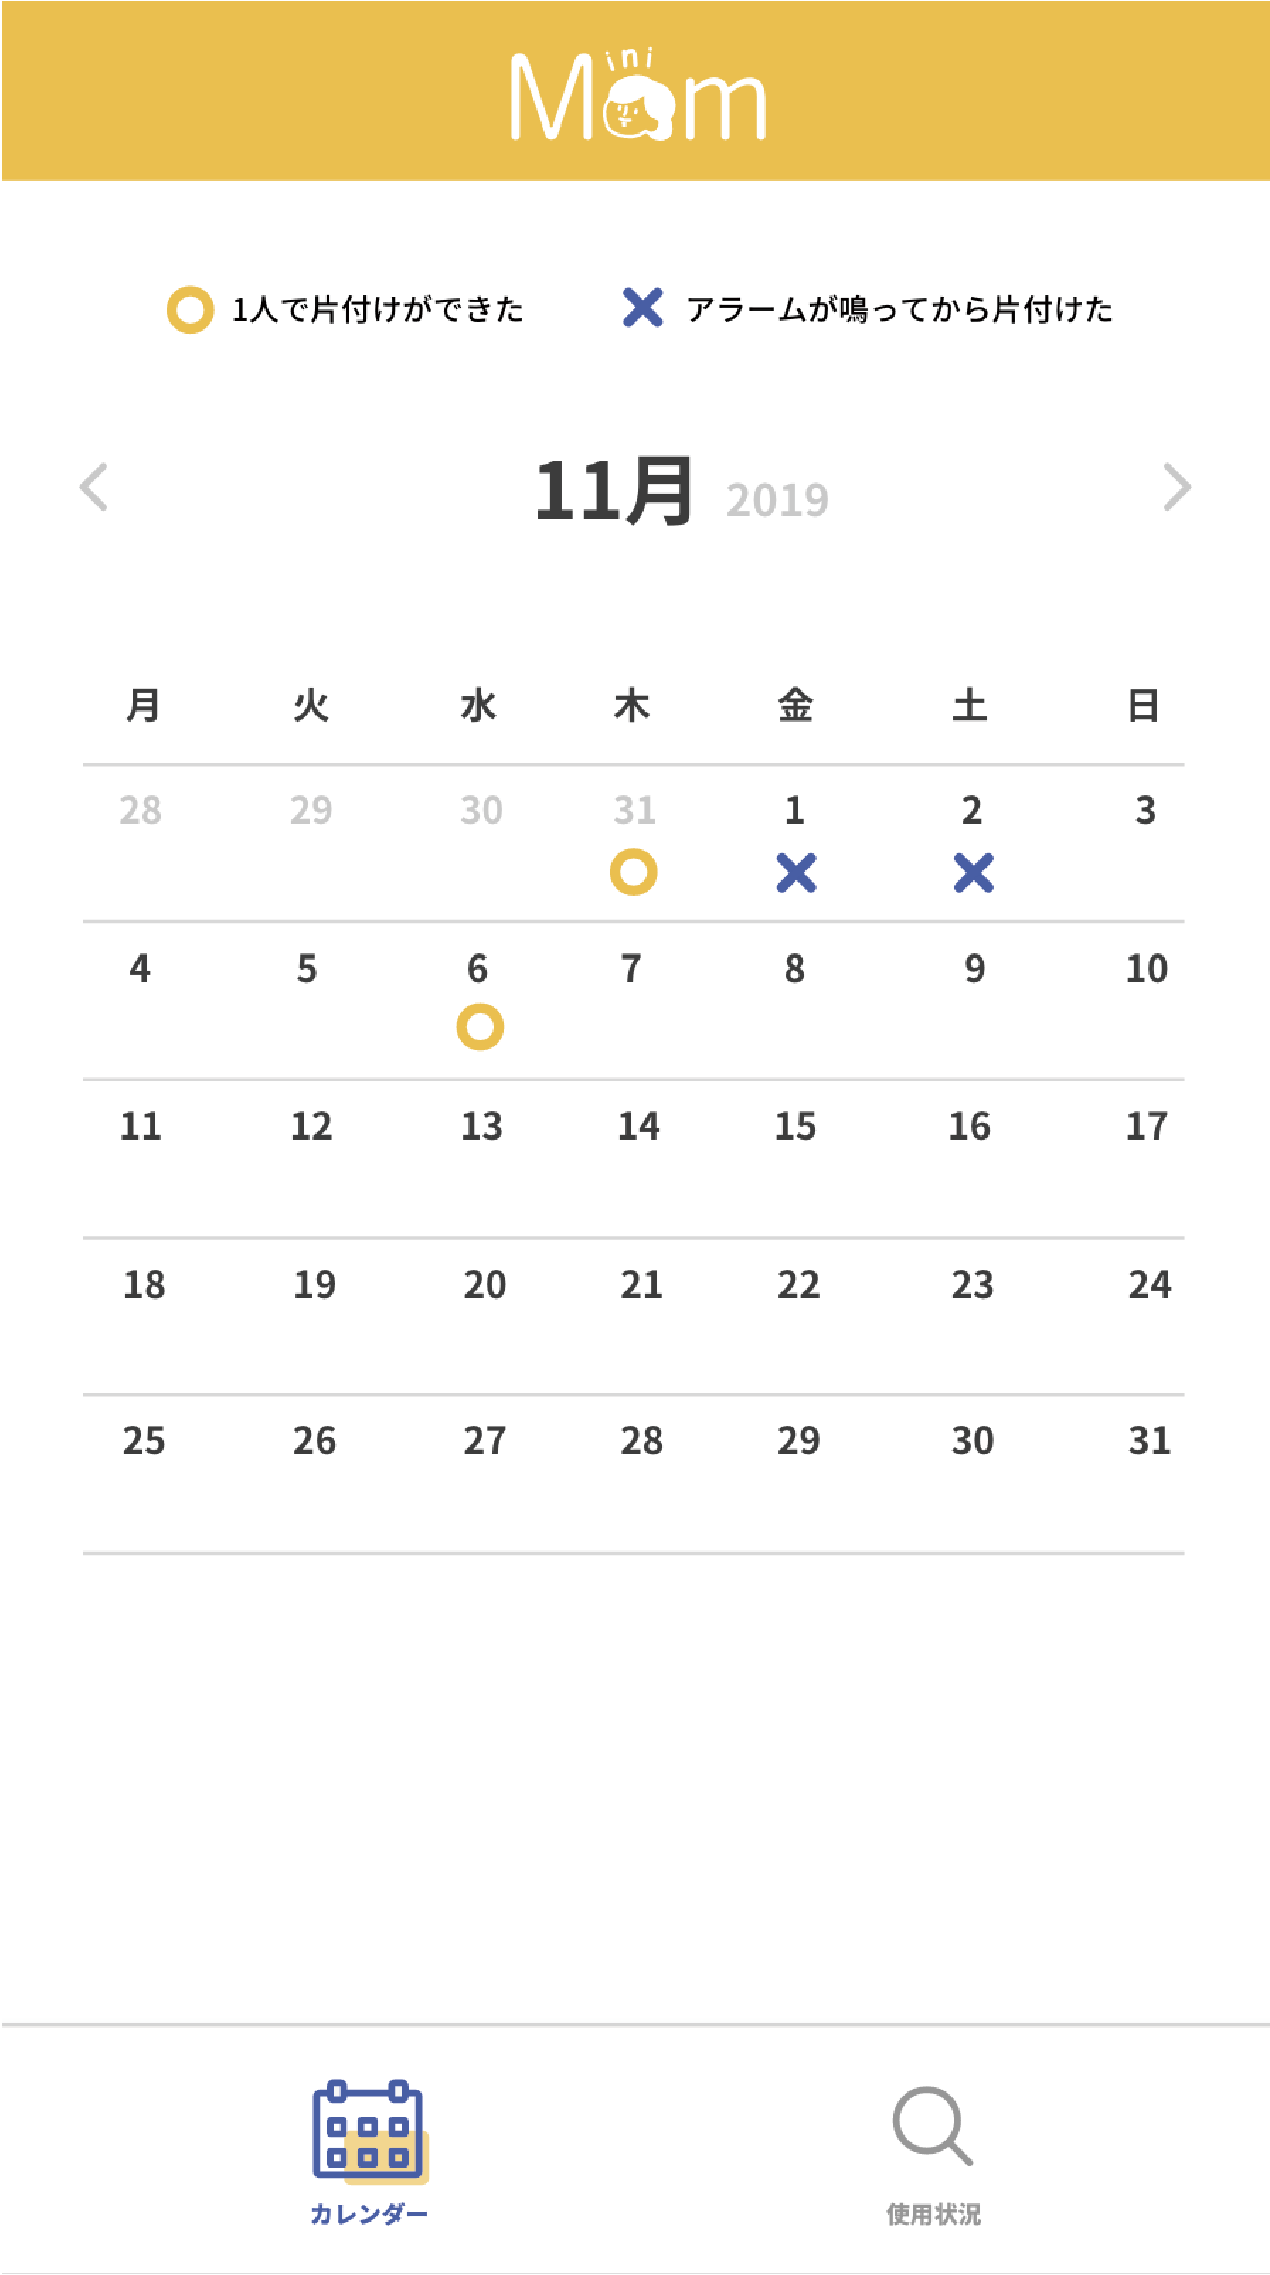 Mini Mom
1人で片付けができた
アラームが鳴ってから片付けた
11月 2019
月 火 水 木 金 土 日
28 29 30 31 1 2 3
4 5 6 7 8 9 10
11 12 13 14 15 16 17
18 19 20 21 22 23 24
25 26 27 28 29 30 31
カレンダー
使用状況